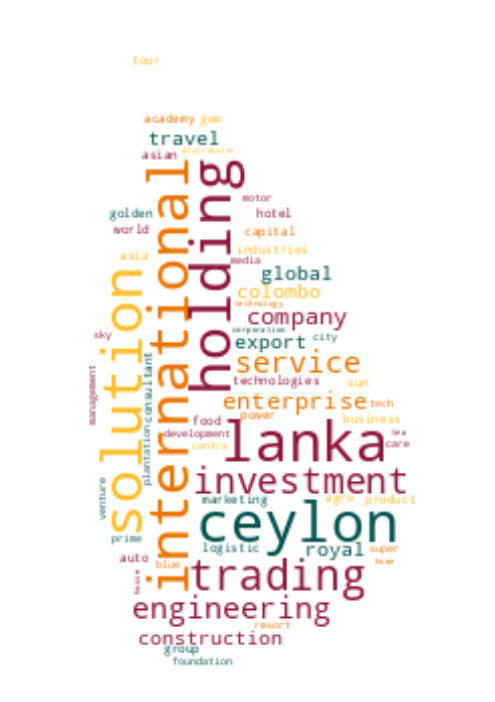 tour
academy gem
travel
asian distributor
international
holding
motor
golden
hotel
world
capital
industries
asia
media
global
solution
colombo
technology
company
corporation
sky
export
city
service
management
consultant
technologies
sun
enterprise
tech
power
food
business
lanka
development
tea
centre
care
plantation
investment
venture
marketing
agro
product
ceylon
prime
logistic
royal
super
auto
blue
home
trading
house
engineering
resort
construction
group
foundation